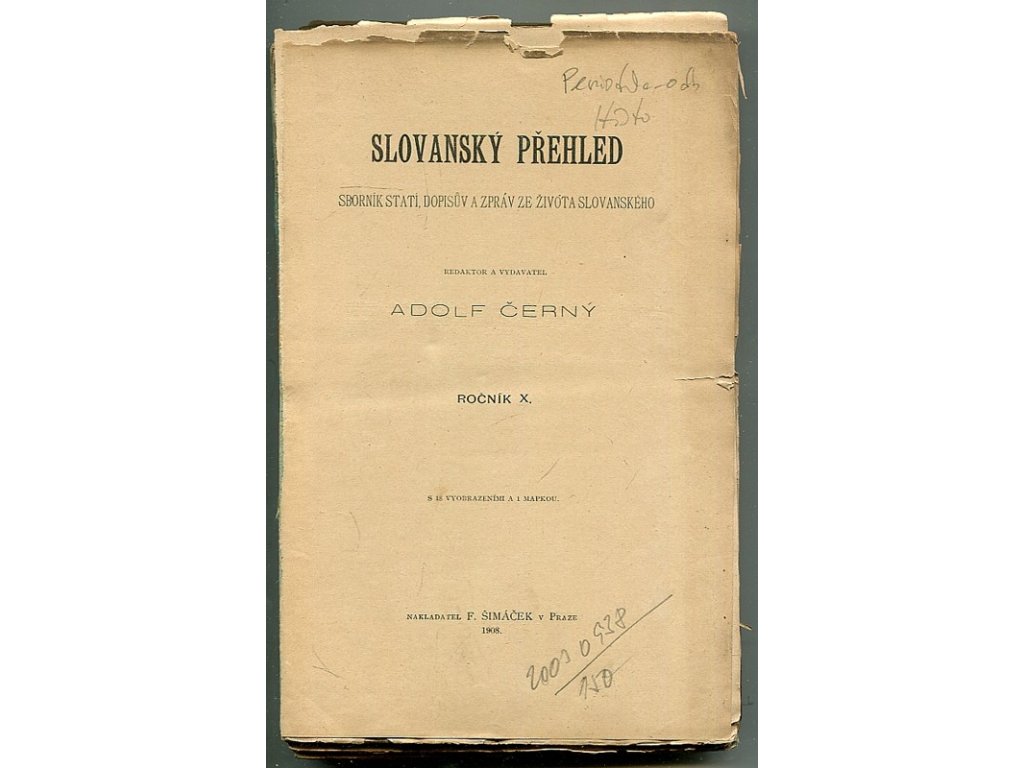 SLOVANSKÝ PŘEHLED
SBORNÍK STATÍ, DOPISŮV A ZPRÁV ZE ŽIVOTA SLOVANSKÉHO
REDAKTOR A VYDAVATEL
ADOLF ČERNÝ
ROČNÍK X.
S 18 VYOBRAZENÍMI A 1 MAPKOU.
NAKLADATEL F. ŠIMÁČEK V PRAZE
1908.
150